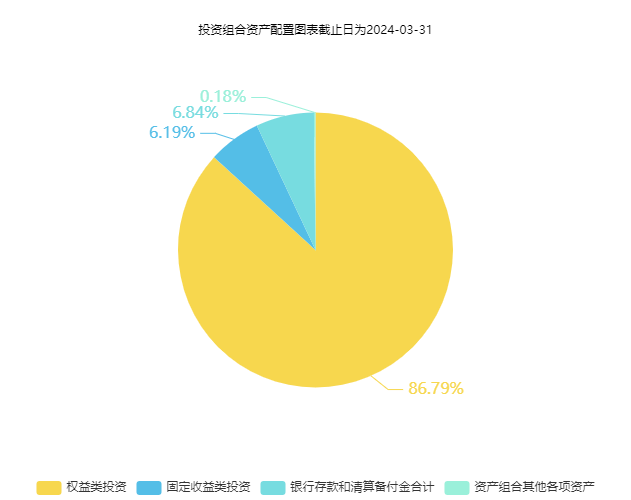 投资组合资产配置图表截止日为2024-03-31
0.18%
6.84%
6.19%
86.79%
权益类投资 固定收益类投资 银行存款和清算备付金合计 资产组合其他各项资产